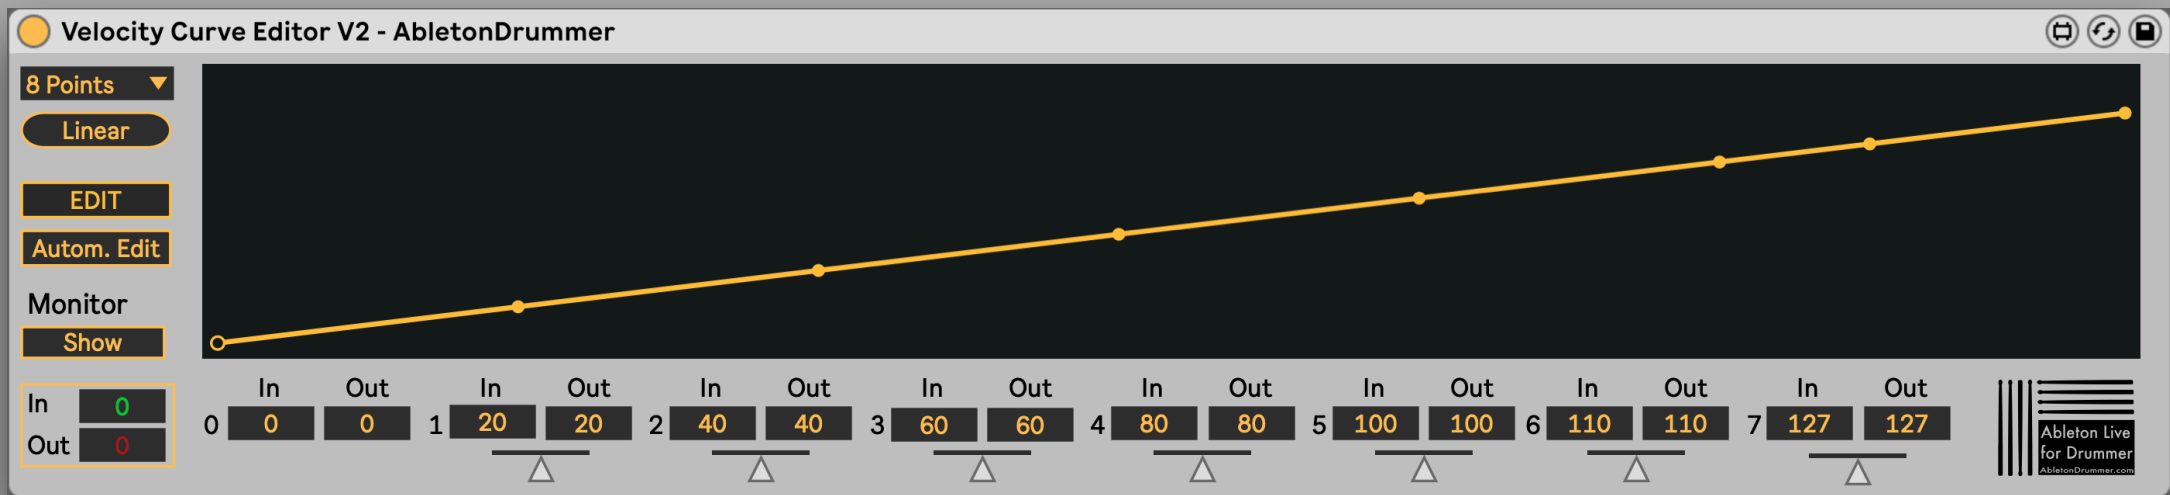 Velocity Curve Editor V2 - AbletonDrummer
8 Points
Linear
EDIT
Autom. Edit
Monitor
Show
In 0
Out 0
In Out In Out In Out In Out In Out In Out In Out In Out
0 0 0 1 20 20 2 40 40 3 60 60 4 80 80 5 100 100 6 110 110 7 127 127
Ableton Live
for Drummer
AbletonDrummer.com